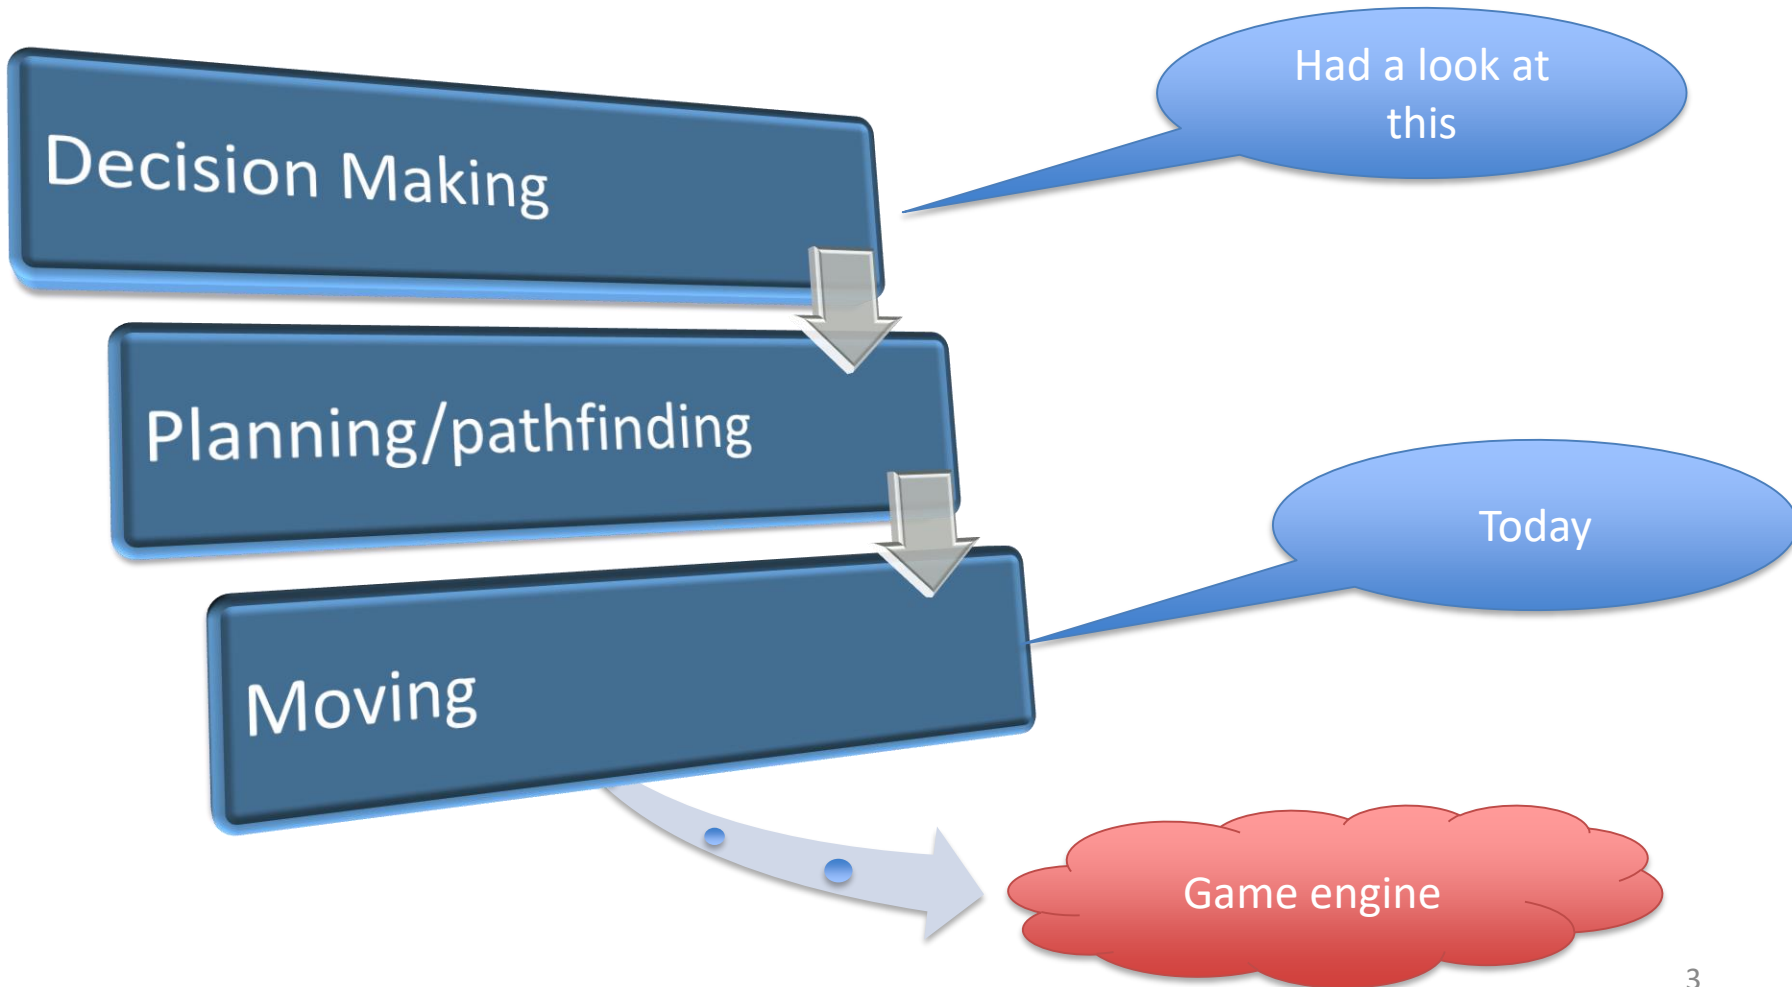 Had a look at
this
Decision Making
Planning/pathfinding
Today
Moving
Game engine
3